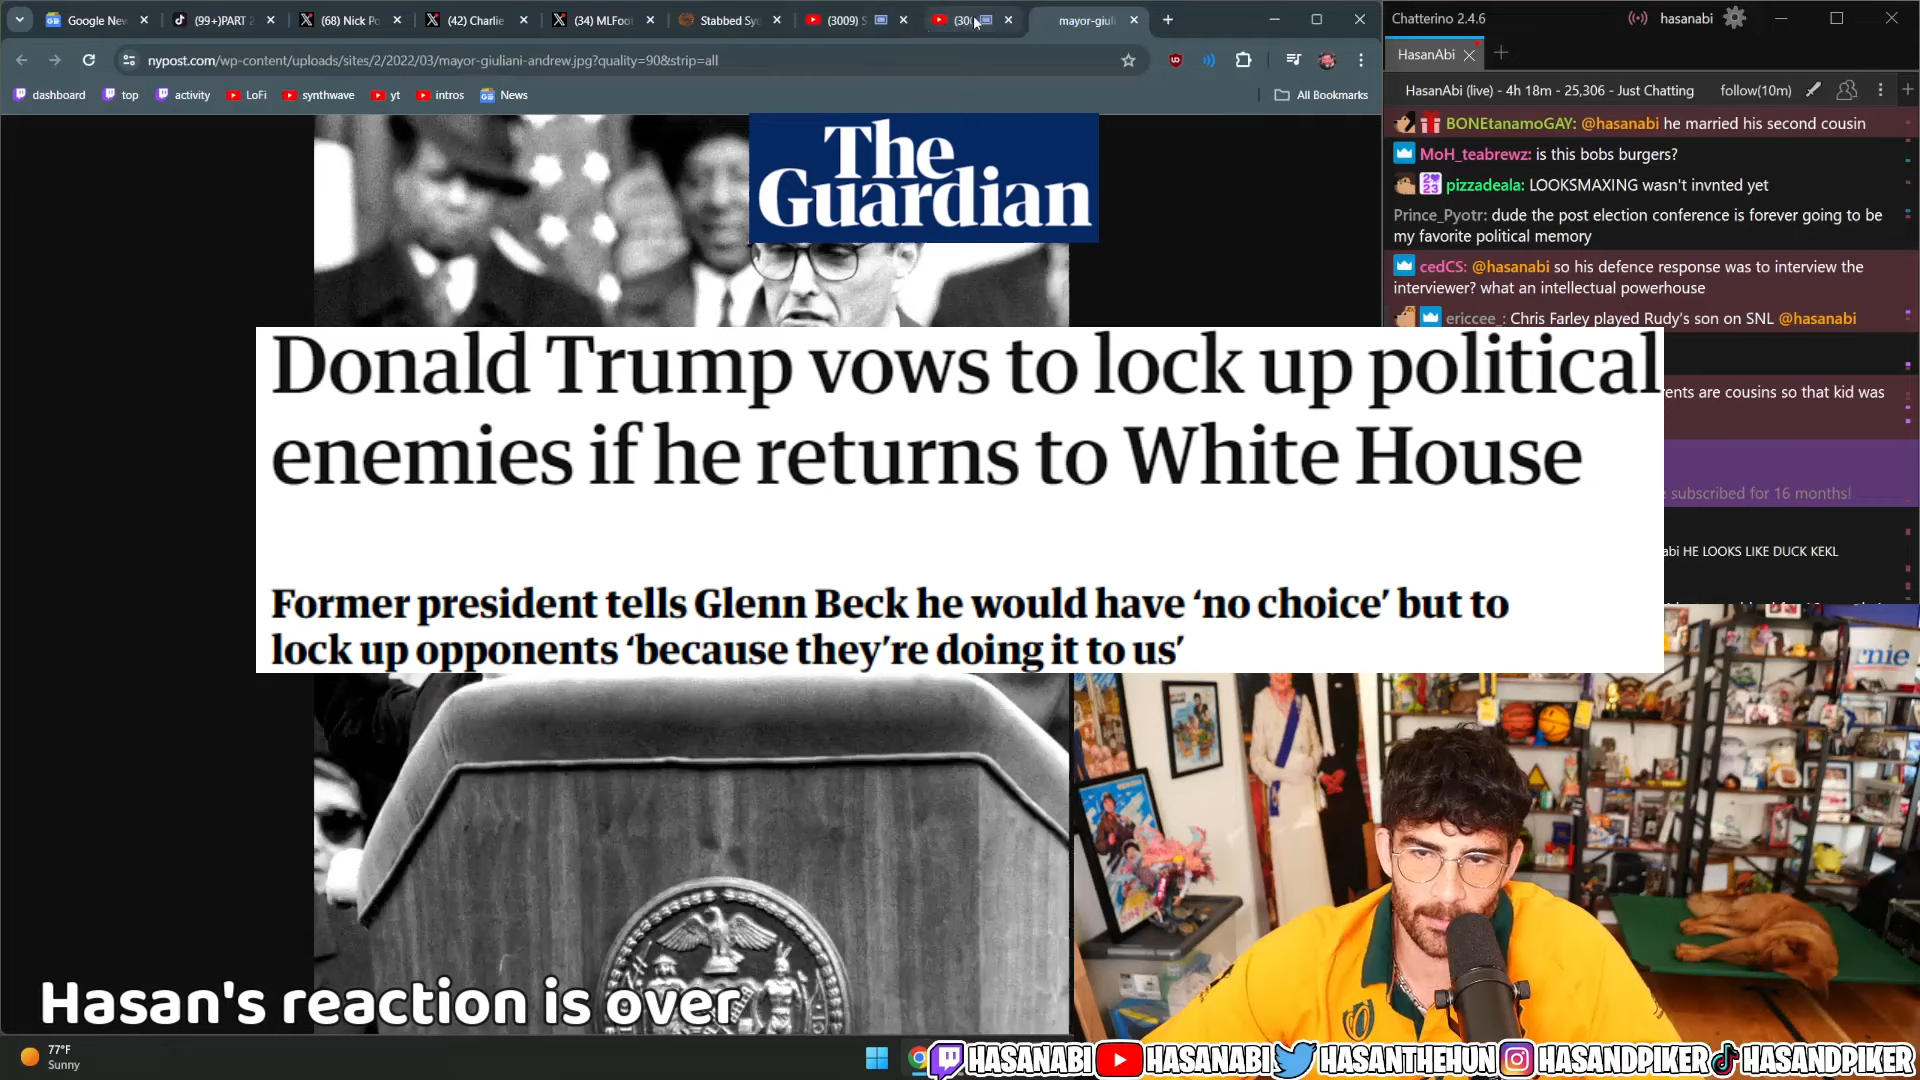 Google New
(99+)PART 2
(68) Nick Po
(42) Charlie
(34) MLFoot
Stabbed Syd
(3009) S
mayor-giuli
nypost.com/wp-content/uploads/sites/2/2022/03/mayor-giuliani-andrew.jpg?quality=90&strip=all
dashboard
top
activity
LoFi
synthwave
yt
intros
News
All Bookmarks
The
Guardian
Donald Trump vows to lock up political
enemies if he returns to White House
Former president tells Glenn Beck he would have ‘no choice’ but to
lock up opponents ‘because they’re doing it to us’
Hasan's reaction is over
Chatterino 2.4.6
hasanabi
HasanAbi
HasanAbi (live) - 4h 18m - 25,306 - Just Chatting
follow(10m)
BONEtanamoGAY: @hasanabi he married his second cousin
MoH_teabrewz: is this bobs burgers?
pizzadeala: LOOKSMAXING wasn't invnted yet
Prince_Pyotr: dude the post election conference is forever going to be
my favorite political memory
cedCS: @hasanabi so his defence response was to interview the
interviewer? what an intellectual powerhouse
ericcee_: Chris Farley played Rudy's son on SNL @hasanabi
ents are cousins so that kid was
subscribed for 16 months!
abi HE LOOKS LIKE DUCK KEKL
rnie
77°F
Sunny
HASANABI
HASANABI
HASANTHEHUN
HASANDPIKER
HASANDPIKER